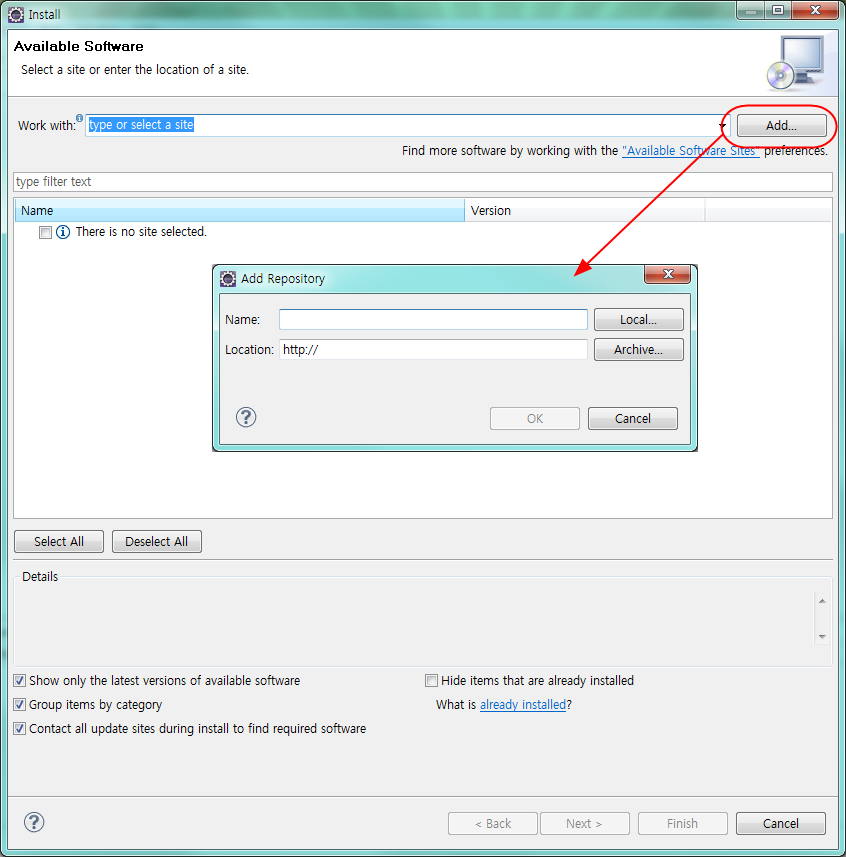 Install
Available Software
Select a site or enter the location of a site.
Work with: type or select a site Add...
Find more software by working with the "Available Software Sites" preferences.
type filter text
Name Version
There is no site selected.
Add Repository
Name: Local...
Location: http:// Archive...
OK Cancel
Select All Deselect All
Details
Show only the latest versions of available software Hide items that are already installed
Group items by category What is already installed?
Contact all update sites during install to find required software
< Back Next > Finish Cancel